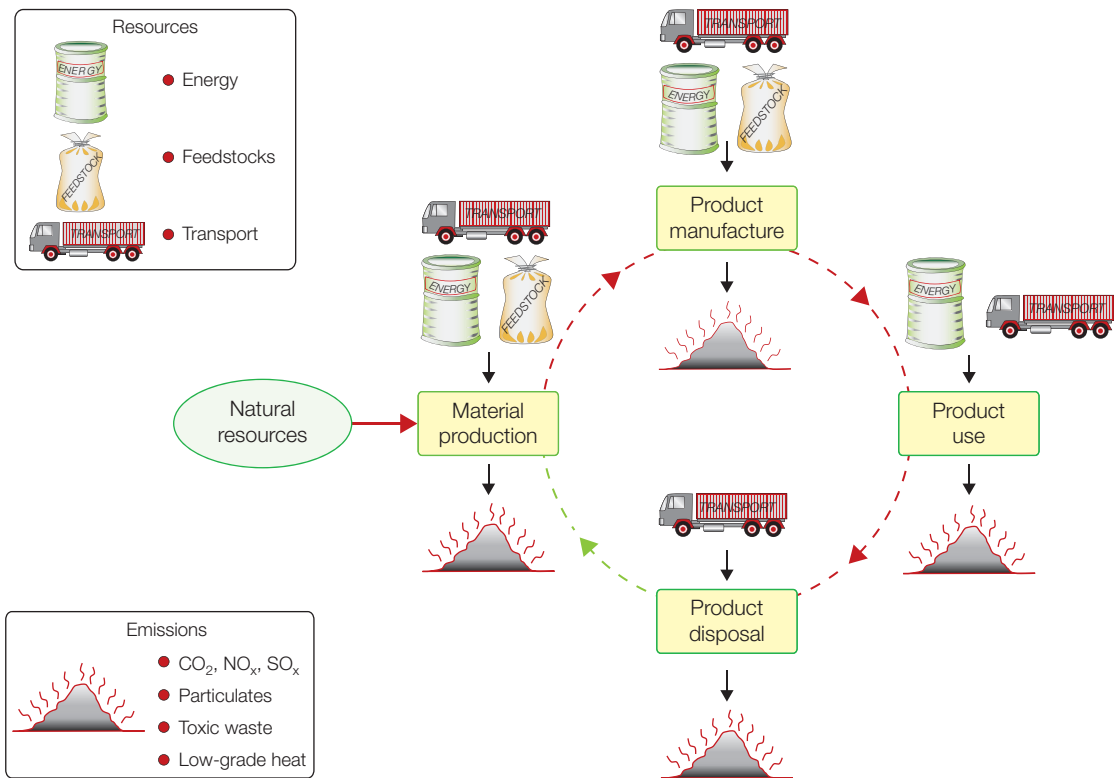 Resources
ENERGY
Energy
FEEDSTOCK
Feedstocks
TRANSPORT
Transport
TRANSPORT
ENERGY
FEEDSTOCK
Product
manufacture
TRANSPORT
ENERGY
FEEDSTOCK
ENERGY
TRANSPORT
Natural
resources
Material
production
Product
use
TRANSPORT
Product
disposal
Emissions
CO₂, NOₓ, SOₓ
Particulates
Toxic waste
Low-grade heat